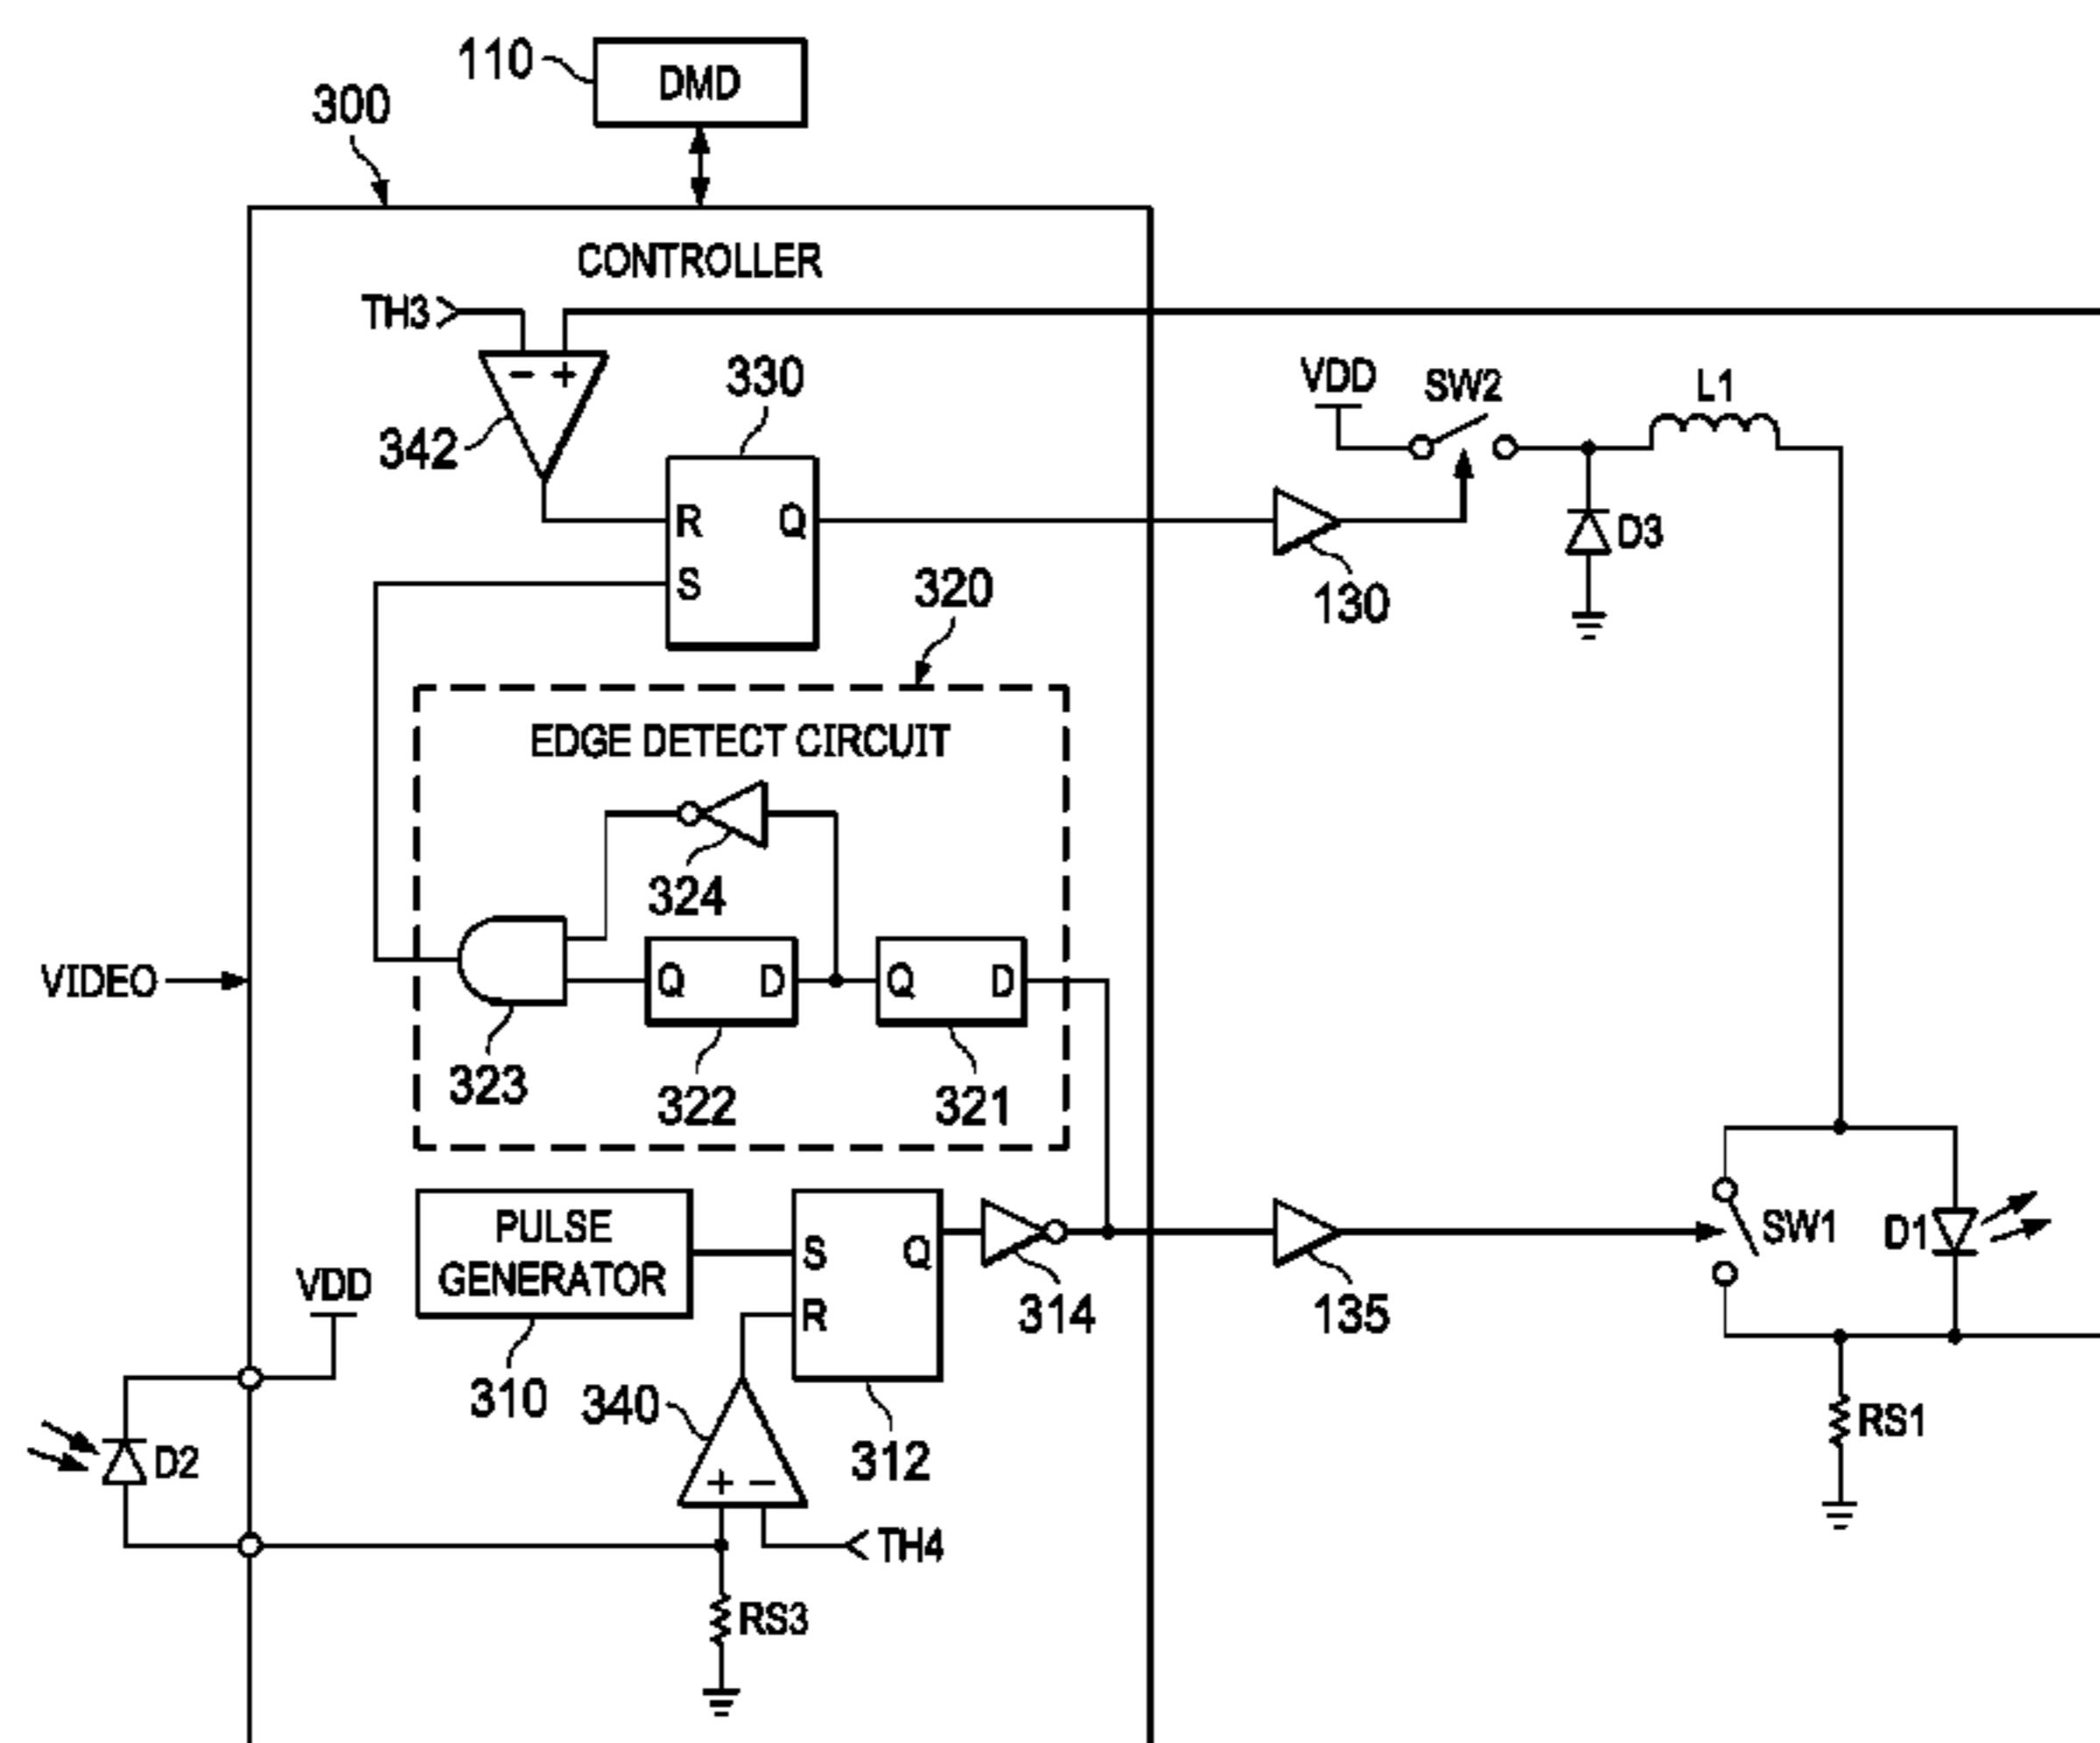 110
DMD
300
CONTROLLER
TH3
- +
342
330
R Q
S
VDD
SW2
L1
D3
130
320
EDGE DETECT CIRCUIT
324
Q D
Q D
323
322
321
VIDEO
PULSE
GENERATOR
310
S Q
R
312
314
135
SW1
D1
VDD
D2
340
+ -
TH4
RS3
RS1